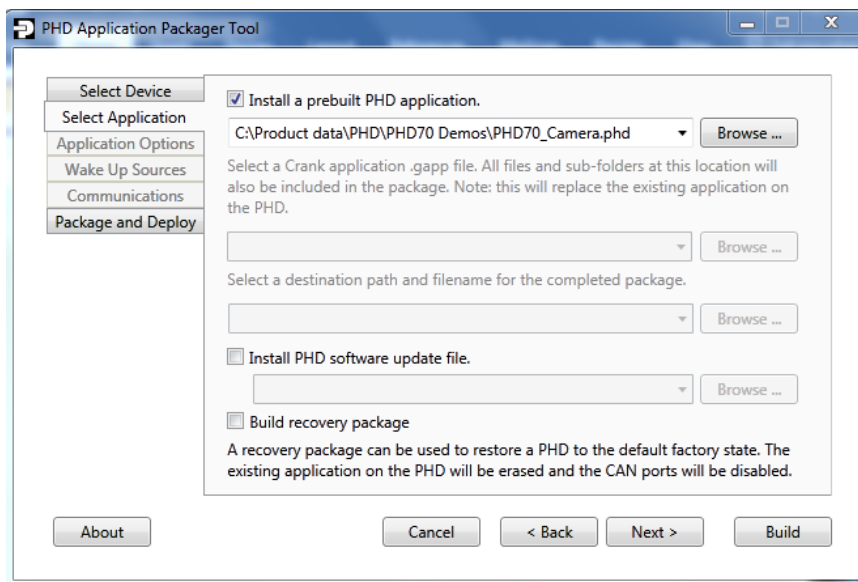 PHD Application Packager Tool
Select Device
Select Application
Application Options
Wake Up Sources
Communications
Package and Deploy
Install a prebuilt PHD application.
C:\Product data\PHD\PHD70 Demos\PHD70_Camera.phd
Browse ...
Select a Crank application .gapp file. All files and sub-folders at this location will
also be included in the package. Note: this will replace the existing application on
the PHD.
Browse ...
Select a destination path and filename for the completed package.
Browse ...
Install PHD software update file.
Browse ...
Build recovery package
A recovery package can be used to restore a PHD to the default factory state. The
existing application on the PHD will be erased and the CAN ports will be disabled.
About
Cancel
< Back
Next >
Build